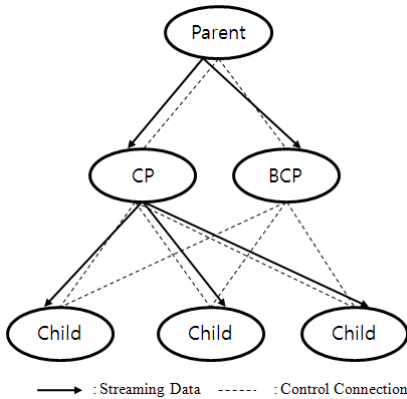 Parent
CP
BCP
Child
Child
Child
: Streaming Data
: Control Connection